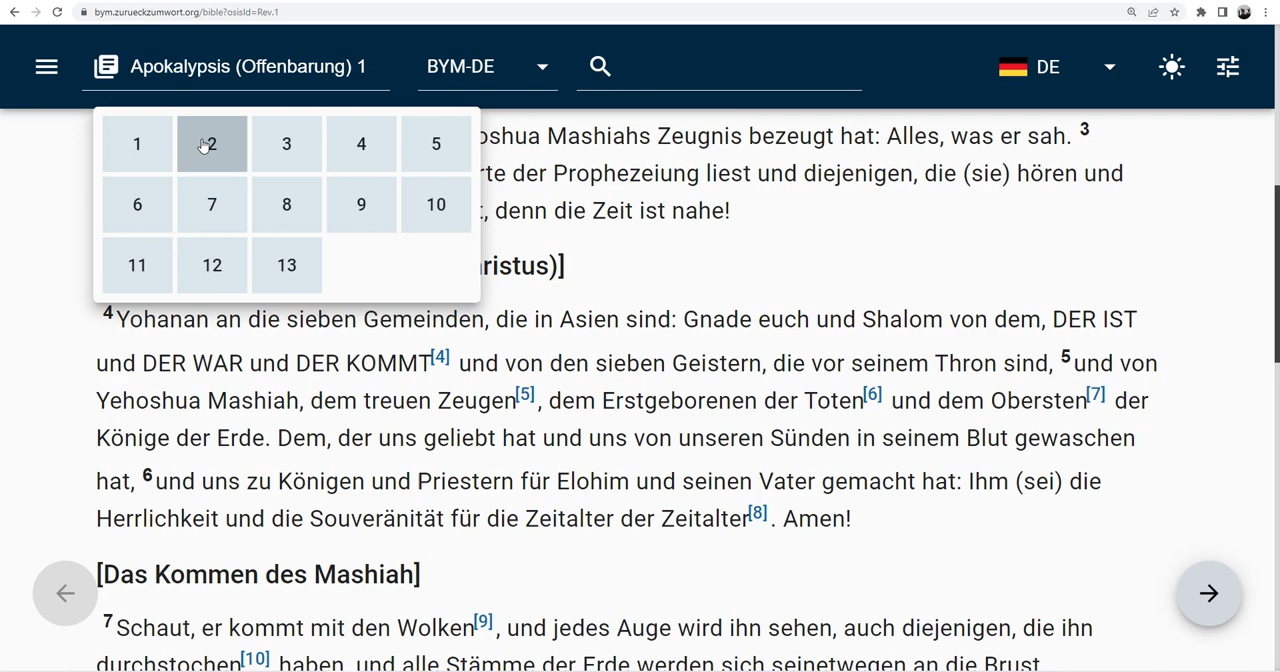 bym.zurueckzumwort.org/bible?osisId=Rev.1
Apokalypsis (Offenbarung) 1 BYM-DE DE
1 2 3 4 5
6 7 8 9 10
11 12 13
oshua Mashiahs Zeugnis bezeugt hat: Alles, was er sah. 3
rte der Prophezeiung liest und diejenigen, die (sie) hören und
t, denn die Zeit ist nahe!
ristus)]
4 Yohanan an die sieben Gemeinden, die in Asien sind: Gnade euch und Shalom von dem, DER IST
und DER WAR und DER KOMMT[4] und von den sieben Geistern, die vor seinem Thron sind, 5 und von
Yehoshua Mashiah, dem treuen Zeugen[5], dem Erstgeborenen der Toten[6] und dem Obersten[7] der
Könige der Erde. Dem, der uns geliebt hat und uns von unseren Sünden in seinem Blut gewaschen
hat, 6 und uns zu Königen und Priestern für Elohim und seinen Vater gemacht hat: Ihm (sei) die
Herrlichkeit und die Souveränität für die Zeitalter der Zeitalter[8]. Amen!
[Das Kommen des Mashiah]
7 Schaut, er kommt mit den Wolken[9], und jedes Auge wird ihn sehen, auch diejenigen, die ihn
durchstochen[10] haben, und alle Stämme der Erde werden sich seinetwegen an die Brust